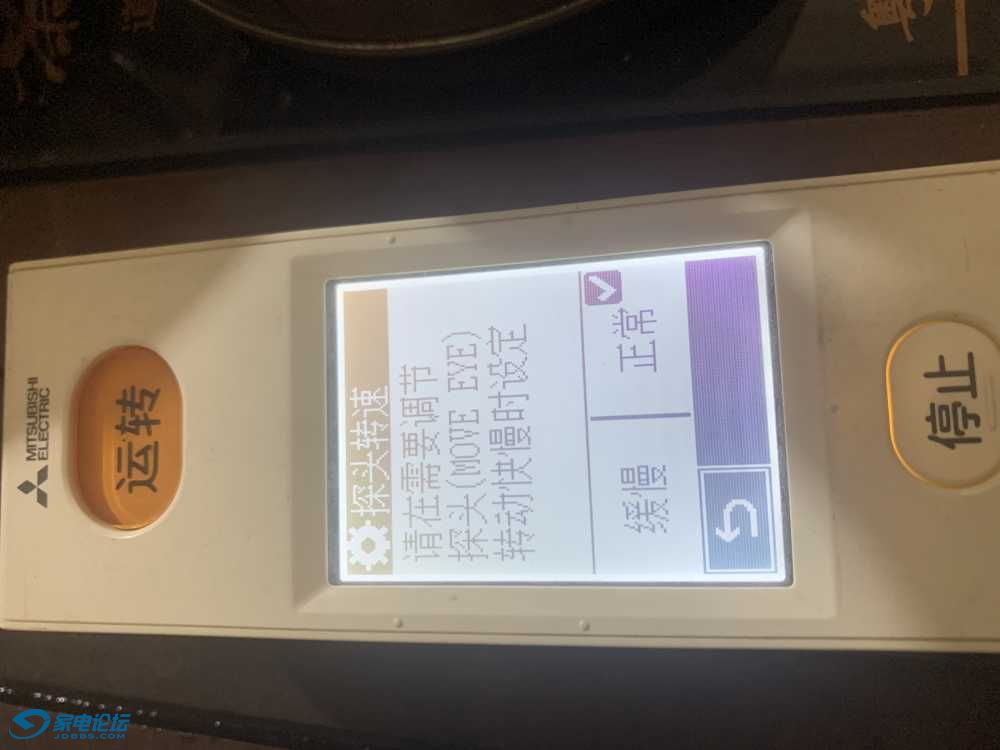 MITSUBISHI
ELECTRIC
运转
探头转速
请在需要调节
探头(MOVE EYE)
转动快慢时设定
缓慢
正常
停止
家电论坛
JDBBS.COM